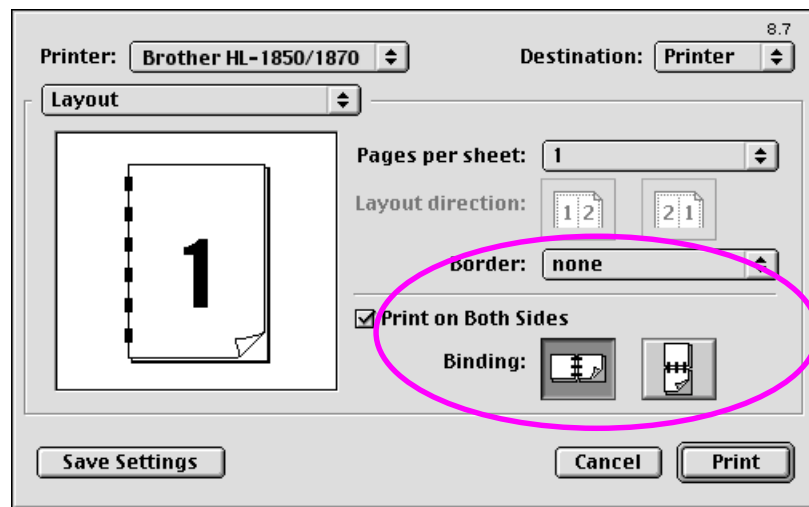 8.7
Printer: Brother HL-1850/1870 Destination: Printer
Layout
Pages per sheet: 1
Layout direction: 1 2 2 1
1
Border: none
Print on Both Sides
Binding:
Save Settings Cancel Print